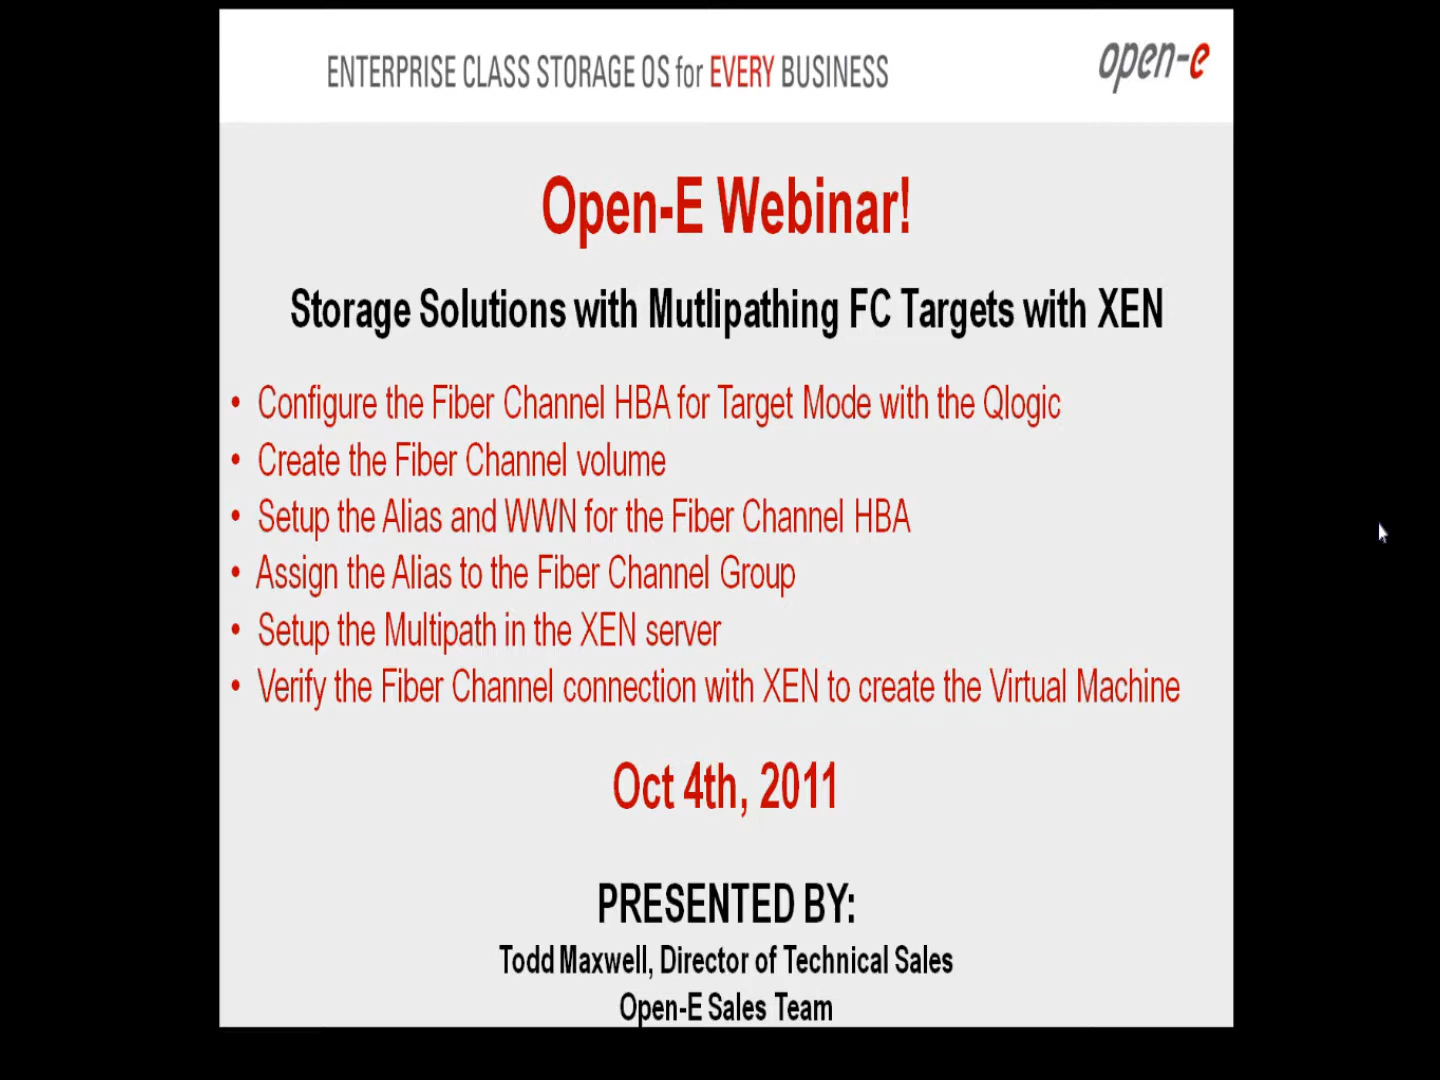 ENTERPRISE CLASS STORAGE OS for EVERY BUSINESS
open-e
Open-E Webinar!
Storage Solutions with Mutlipathing FC Targets with XEN
• Configure the Fiber Channel HBA for Target Mode with the Qlogic
• Create the Fiber Channel volume
• Setup the Alias and WWN for the Fiber Channel HBA
• Assign the Alias to the Fiber Channel Group
• Setup the Multipath in the XEN server
• Verify the Fiber Channel connection with XEN to create the Virtual Machine
Oct 4th, 2011
PRESENTED BY:
Todd Maxwell, Director of Technical Sales
Open-E Sales Team